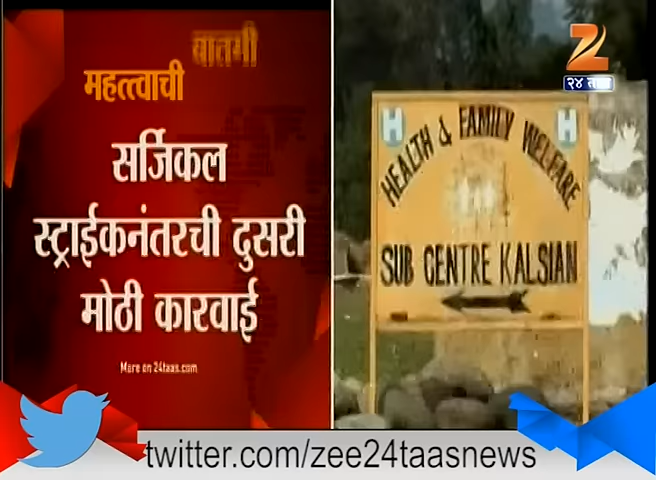 महत्त्वाची
बातमी
सर्जिकल
स्ट्राईकनंतरची दुसरी
मोठी कारवाई
More on 24taas.com
२४ तास
H
H
HEALTH & FAMILY WELFARE
SUB CENTRE KALSIAN
twitter.com/zee24taasnews